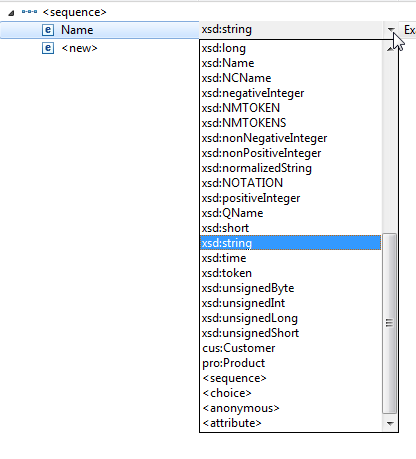 <sequence>
e Name xsd:string Exa
e <new>
xsd:long
xsd:Name
xsd:NCName
xsd:negativeInteger
xsd:NMTOKEN
xsd:NMTOKENS
xsd:nonNegativeInteger
xsd:nonPositiveInteger
xsd:normalizedString
xsd:NOTATION
xsd:positiveInteger
xsd:QName
xsd:short
xsd:string
xsd:time
xsd:token
xsd:unsignedByte
xsd:unsignedInt
xsd:unsignedLong
xsd:unsignedShort
cus:Customer
pro:Product
<sequence>
<choice>
<anonymous>
<attribute>